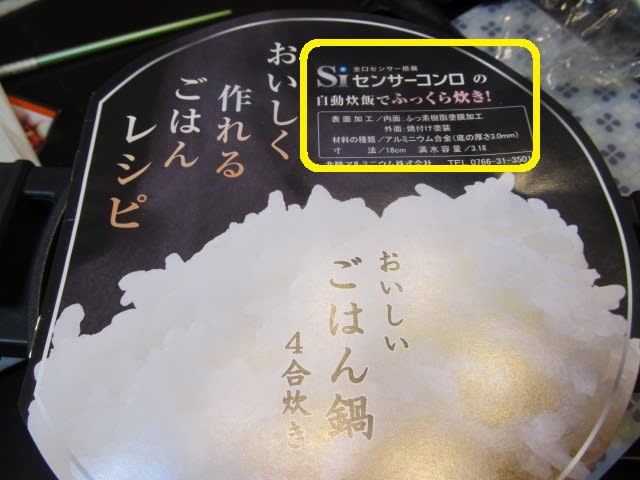 おいしく
作れる
ごはん
レシピ
全口センサー搭載
Siセンサーコンロの
自動炊飯でふっくら炊き!
表面加工/内面:ふっ素樹脂塗膜加工
外面:焼付け塗装
材料の種類/アルミニウム合金(底の厚さ3.0mm)
寸 法/18cm 満水容量/3.1ℓ
北陸アルミニウム株式会社 TEL 0766-31-3501
おいしい
ごはん鍋
4合炊き